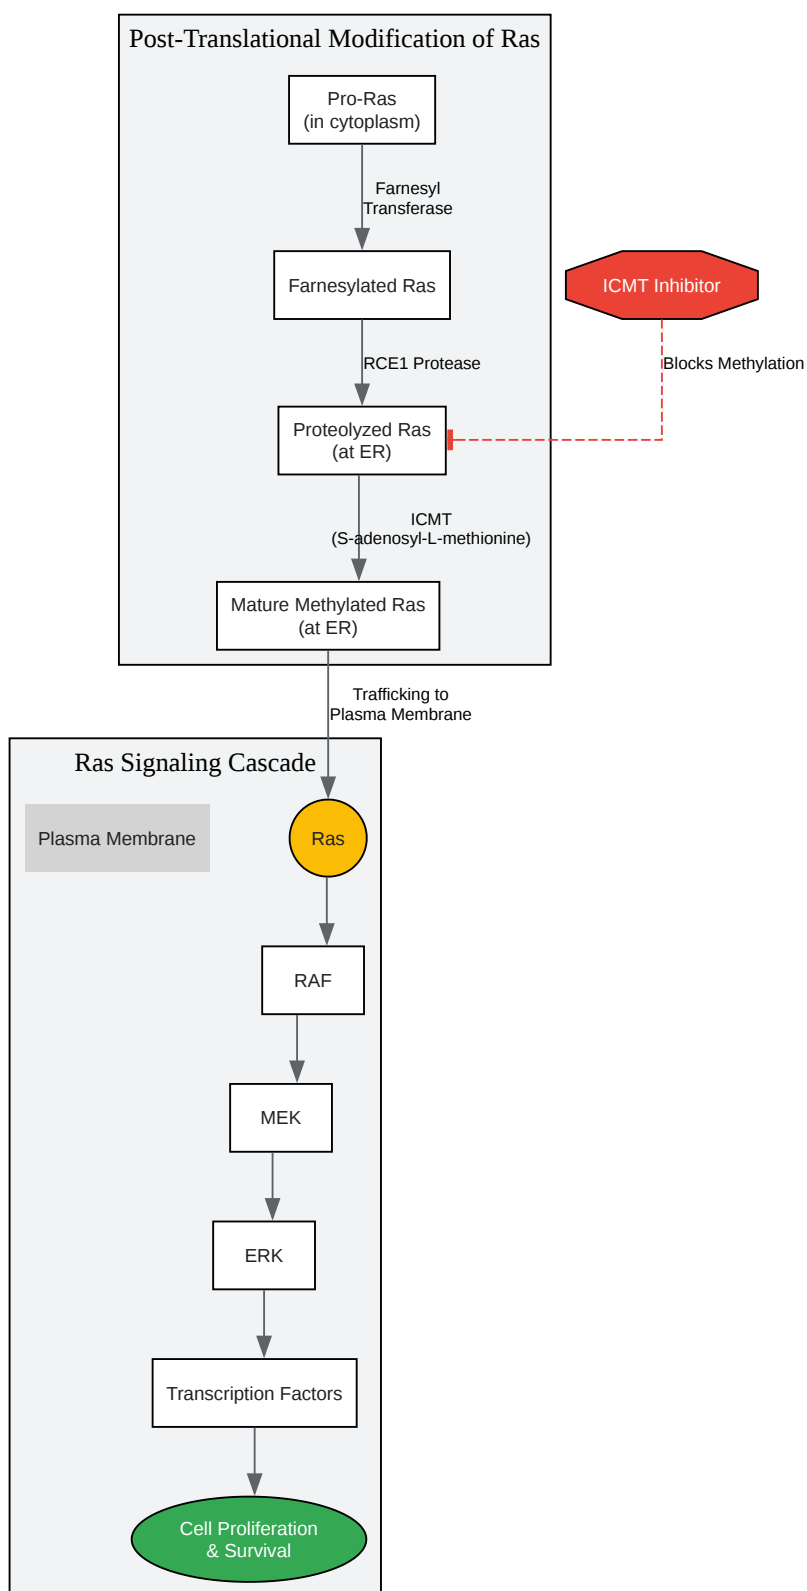 Post-Translational Modification of Ras
Pro-Ras
(in cytoplasm)
Farnesyl
Transferase
Farnesylated Ras
ICMT Inhibitor
RCE1 Protease
Blocks Methylation
Proteolyzed Ras
(at ER)
ICMT
(S-adenosyl-L-methionine)
Mature Methylated Ras
(at ER)
Trafficking to
Plasma Membrane
Ras Signaling Cascade
Plasma Membrane
Ras
RAF
MEK
ERK
Transcription Factors
Cell Proliferation
& Survival